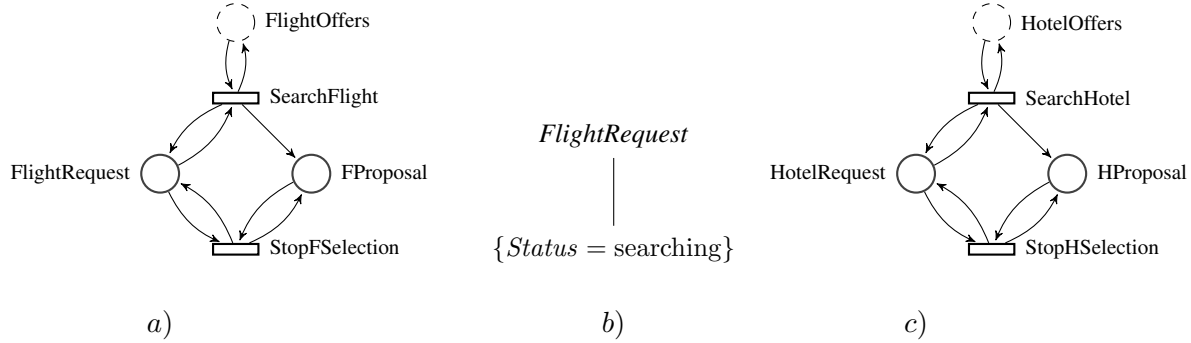 FlightOffers
SearchFlight
FlightRequest
FProposal
StopFSelection
a)
FlightRequest
{Status = searching}
b)
HotelOffers
SearchHotel
HotelRequest
HProposal
StopHSelection
c)